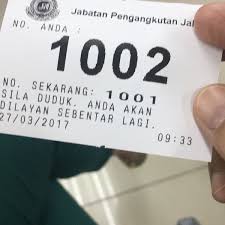 Jabatan Pengangkutan
NO. ANDA :
1002
NO. SEKARANG: 1001
SILA DUDUK. ANDA AKAN
DILAYAN SEBENTAR LAGI.
27/03/2017
09:33